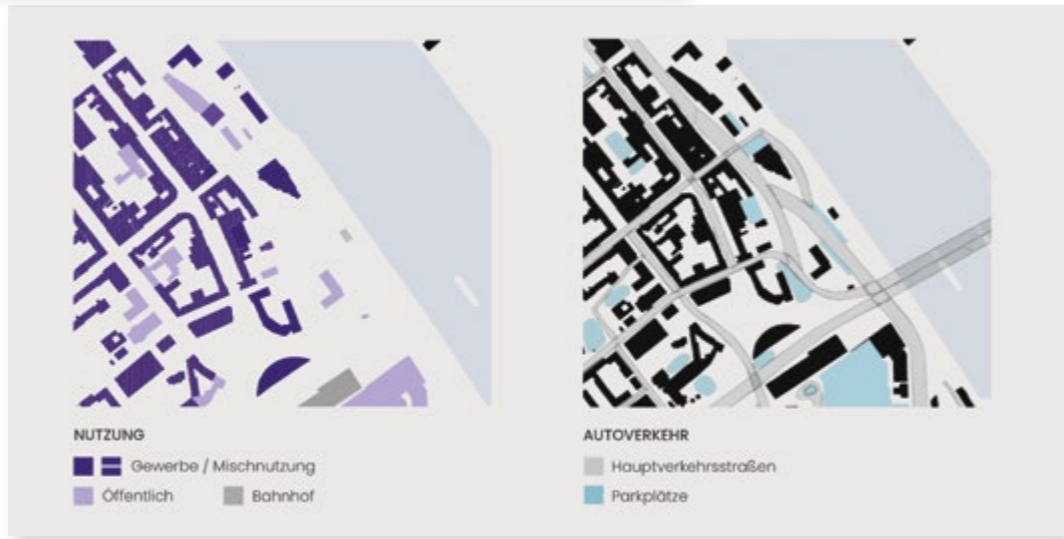 NUTZUNG
Gewerbe / Mischnutzung
Öffentlich
Bahnhof
AUTOVERKEHR
Hauptverkehrsstraßen
Parkplätze